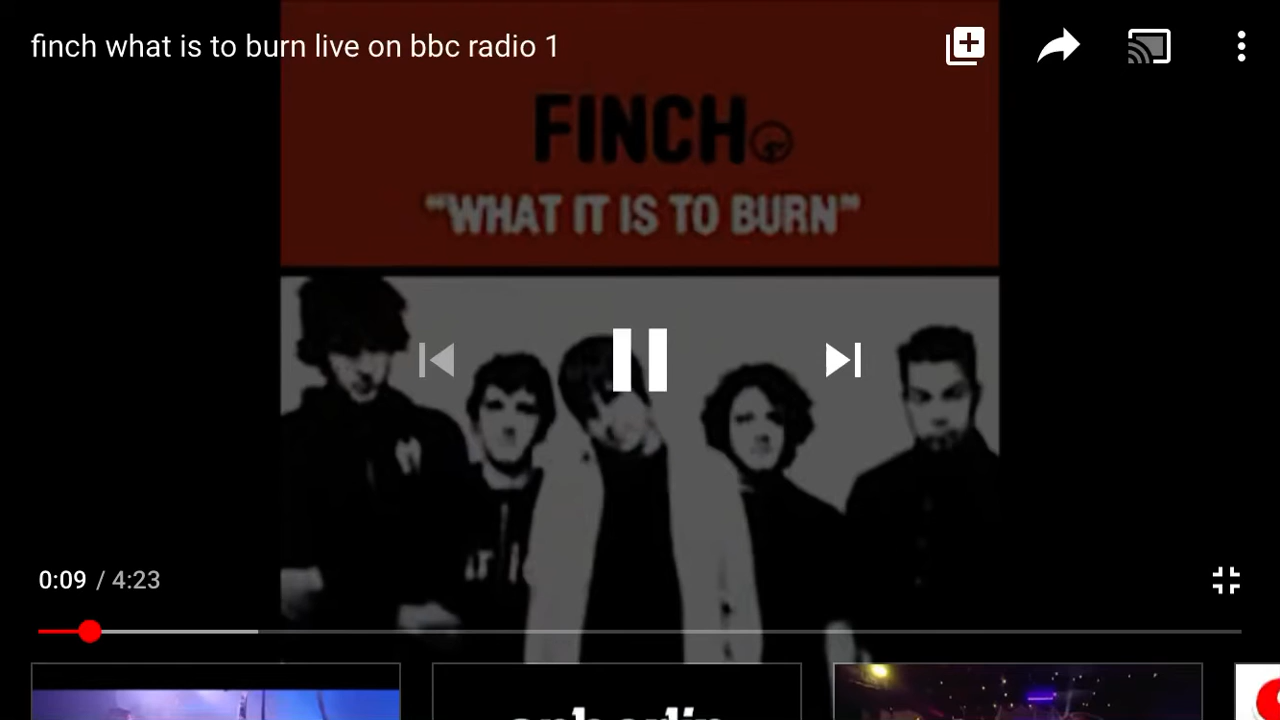 finch what is to burn live on bbc radio 1
FINCH
“WHAT IT IS TO BURN”
0:09 / 4:23